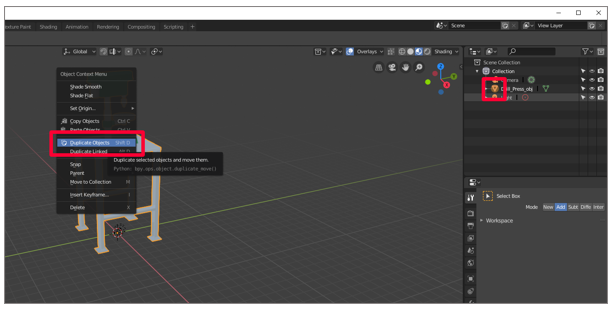 exture Paint Shading Animation Rendering Compositing Scripting +
Scene
View Layer
Global
Overlays
Shading
Scene Collection
Collection
Object Context Menu
Shade Smooth
Shade Flat
Set Origin...
Copy Objects Ctrl C
Paste Objects Ctrl V
Duplicate Objects Shift D
Duplicate Linked Alt D
Duplicate selected objects and move them.
Python: bpy.ops.object.duplicate_move()
Snap
Parent
Move to Collection M
Insert Keyframe... I
Delete X
Z
Y
X
Select Box
Mode New Add Subt Diffe Inter
Workspace